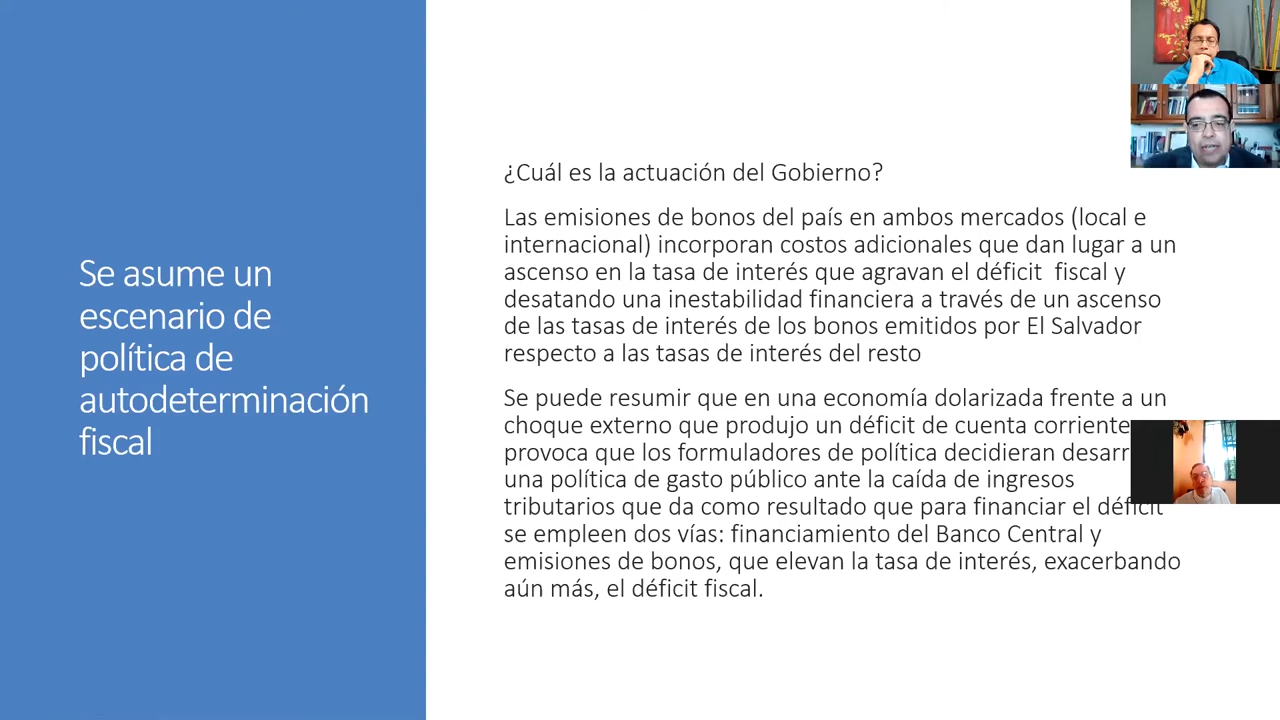 Se asume un
escenario de
política de
autodeterminación
fiscal
¿Cuál es la actuación del Gobierno?
Las emisiones de bonos del país en ambos mercados (local e
internacional) incorporan costos adicionales que dan lugar a un
ascenso en la tasa de interés que agravan el déficit fiscal y
desatando una inestabilidad financiera a través de un ascenso
de las tasas de interés de los bonos emitidos por El Salvador
respecto a las tasas de interés del resto
Se puede resumir que en una economía dolarizada frente a un
choque externo que produjo un déficit de cuenta corriente
provoca que los formuladores de política decidieran
una política de gasto público ante la caída de ingresos
tributarios que da como resultado que para financiar el déficit
se empleen dos vías: financiamiento del Banco Central y
emisiones de bonos, que elevan la tasa de interés, exacerbando
aún más, el déficit fiscal.